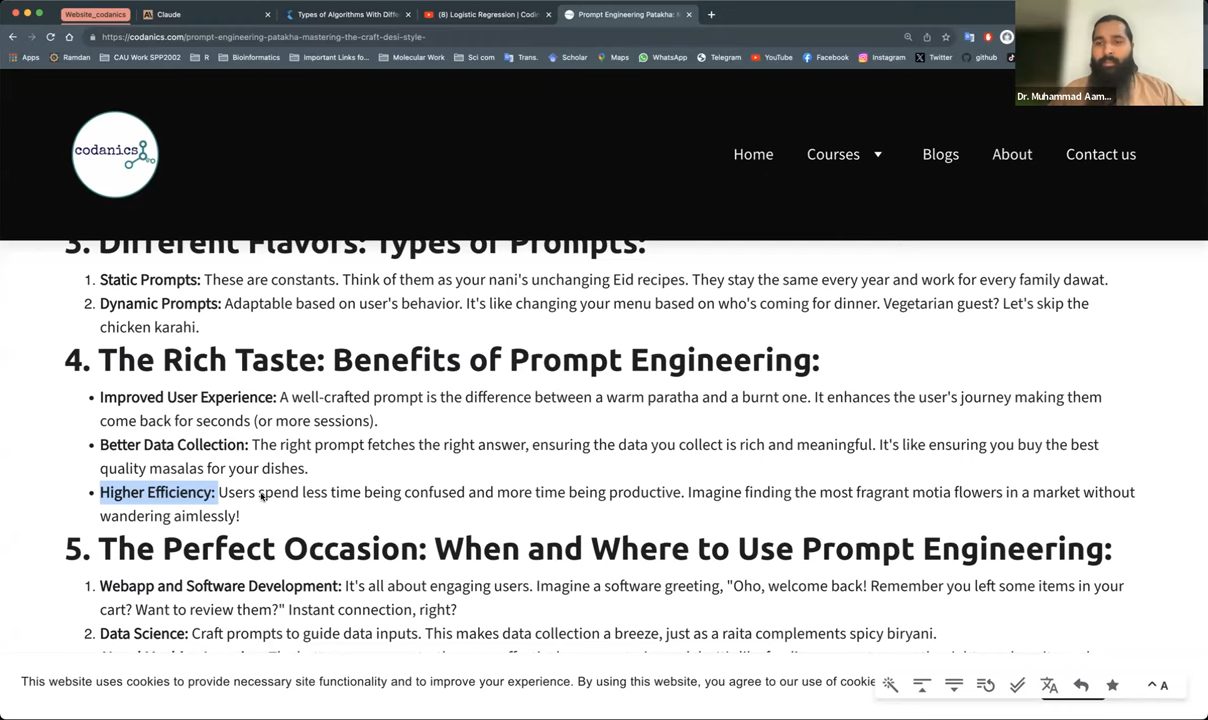 Website_codanics
Claude
Types of Algorithms With Diff
(8) Logistic Regression | Codi
Prompt Engineering Patakha: M
https://codanics.com/prompt-engineering-patakha-mastering-the-craft-desi-style-
Apps
Ramdan
CAU Work SPP2002
R
Bioinformatics
Important Links fo...
Molecular Work
Sci com
Trans.
Scholar
Maps
WhatsApp
Telegram
YouTube
Facebook
Instagram
Twitter
github
Dr. Muhammad Aam...
codanics
Home
Courses
Blogs
About
Contact us
3. Different Flavors: Types of Prompts:
1. Static Prompts: These are constants. Think of them as your nani's unchanging Eid recipes. They stay the same every year and work for every family dawat.
2. Dynamic Prompts: Adaptable based on user's behavior. It's like changing your menu based on who's coming for dinner. Vegetarian guest? Let's skip the
chicken karahi.
4. The Rich Taste: Benefits of Prompt Engineering:
• Improved User Experience: A well-crafted prompt is the difference between a warm paratha and a burnt one. It enhances the user's journey making them
come back for seconds (or more sessions).
• Better Data Collection: The right prompt fetches the right answer, ensuring the data you collect is rich and meaningful. It's like ensuring you buy the best
quality masalas for your dishes.
• Higher Efficiency: Users spend less time being confused and more time being productive. Imagine finding the most fragrant motia flowers in a market without
wandering aimlessly!
5. The Perfect Occasion: When and Where to Use Prompt Engineering:
1. Webapp and Software Development: It's all about engaging users. Imagine a software greeting, "Oho, welcome back! Remember you left some items in your
cart? Want to review them?" Instant connection, right?
2. Data Science: Craft prompts to guide data inputs. This makes data collection a breeze, just as a raita complements spicy biryani.
This website uses cookies to provide necessary site functionality and to improve your experience. By using this website, you agree to our use of cookie
A